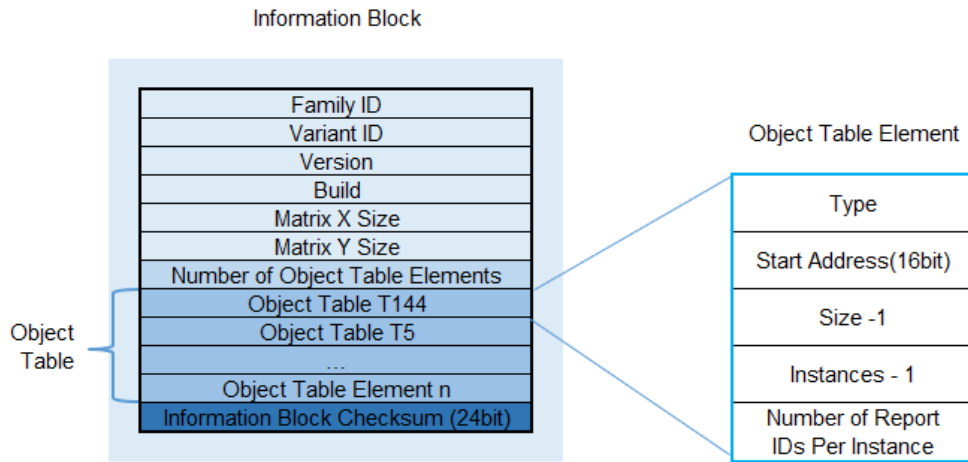 Information Block
Family ID
Variant ID
Version
Build
Matrix X Size
Matrix Y Size
Number of Object Table Elements
Object Table T144
Object Table T5
...
Object Table Element n
Information Block Checksum (24bit)
Object
Table
Object Table Element
Type
Start Address(16bit)
Size -1
Instances - 1
Number of Report
IDs Per Instance